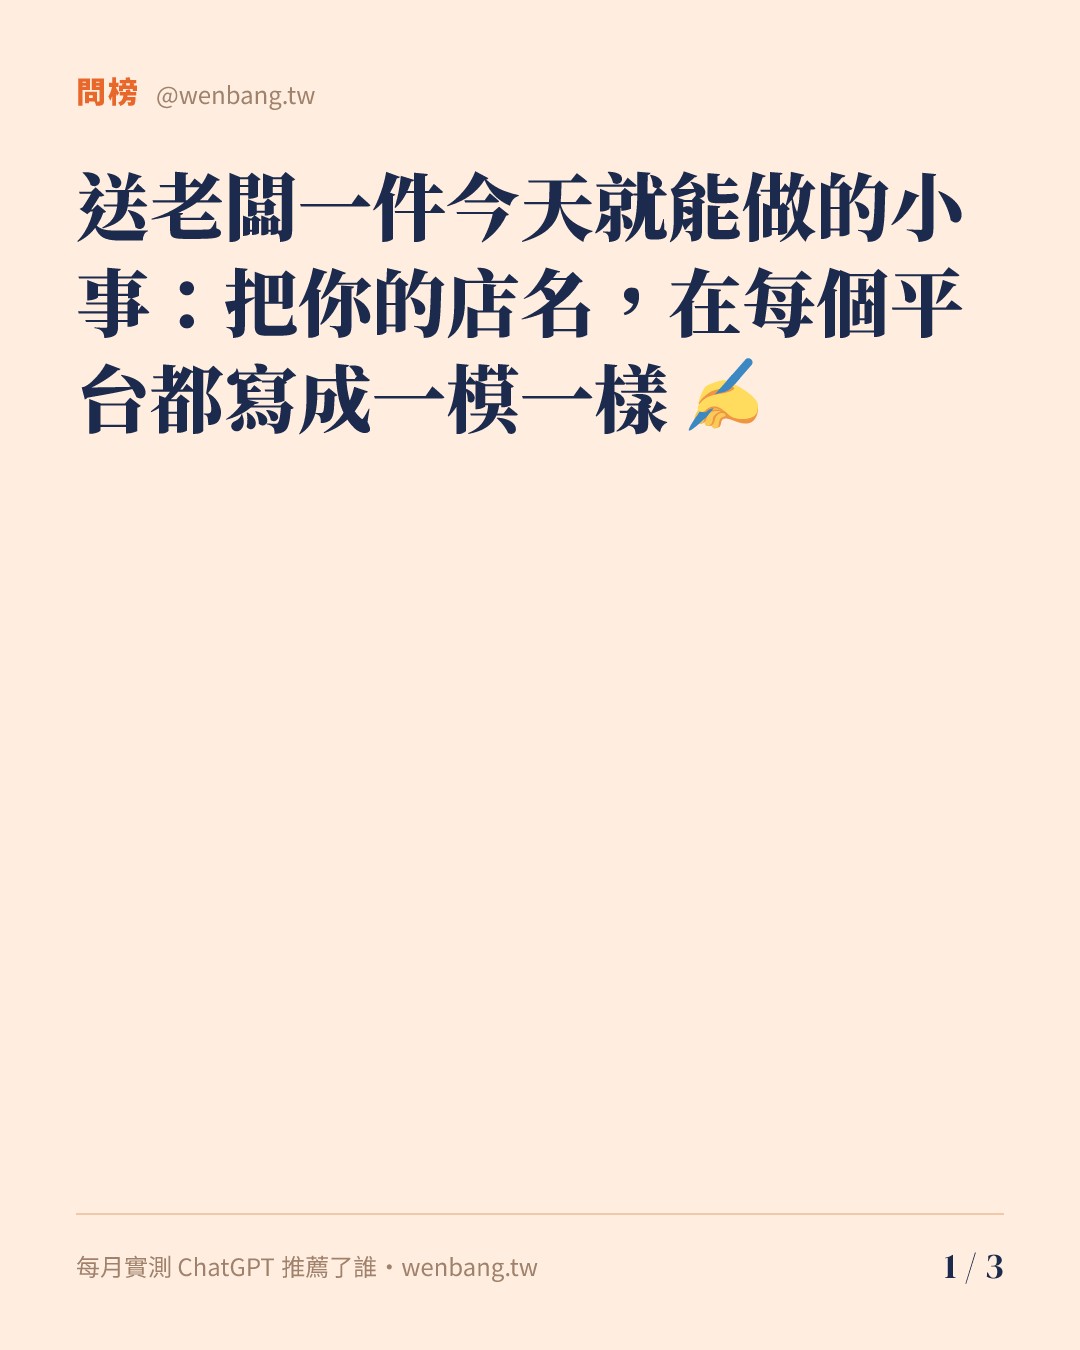 問榜 @wenbang.tw
送老闆一件今天就能做的小
事：把你的店名，在每個平
台都寫成一模一樣 ✍️
每月實測 ChatGPT 推薦了誰・wenbang.tw
1 / 3